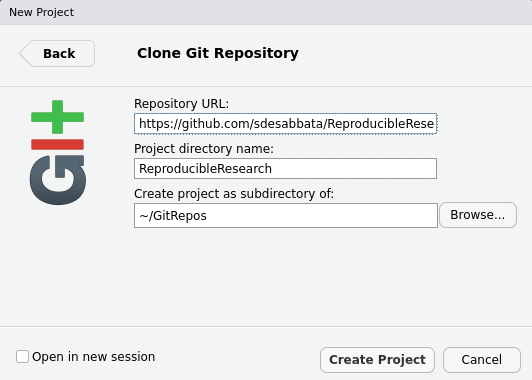 New Project
Back
Clone Git Repository
Repository URL:
https://github.com/sdesabbata/ReproducibleRese
Project directory name:
ReproducibleResearch
Create project as subdirectory of:
~/GitRepos
Browse...
Git
Open in new session
Create Project
Cancel